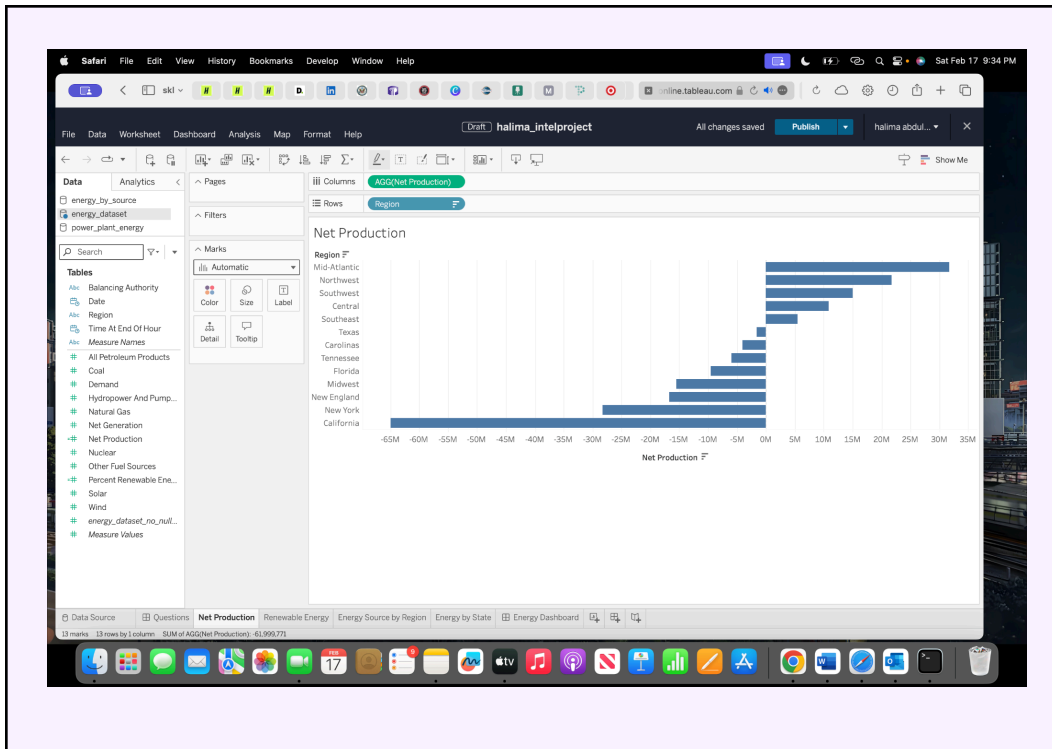 Safari File Edit View History Bookmarks Develop Window Help Sat Feb 17 9:34 PM
skl D. in M nline.tableau.com
File Data Worksheet Dashboard Analysis Map Format Help Draft halima_intelproject All changes saved Publish halima abdul...
Show Me
Data Analytics
energy_by_source
energy_dataset
power_plant_energy
Search
Tables
Abc Balancing Authority
Date
Abc Region
Time At End Of Hour
Abc Measure Names
# All Petroleum Products
# Coal
# Demand
# Hydropower And Pump...
# Natural Gas
# Net Generation
=# Net Production
# Nuclear
# Other Fuel Sources
=# Percent Renewable Ene...
# Solar
# Wind
# energy_dataset_no_null...
# Measure Values
Pages
Filters
Marks
Automatic
Color Size Label
Detail Tooltip
Columns AGG(Net Production)
Rows Region
Net Production
Region
Mid-Atlantic
Northwest
Southwest
Central
Southeast
Texas
Carolinas
Tennessee
Florida
Midwest
New England
New York
California
-65M -60M -55M -50M -45M -40M -35M -30M -25M -20M -15M -10M -5M 0M 5M 10M 15M 20M 25M 30M 35M
Net Production
Data Source Questions Net Production Renewable Energy Energy Source by Region Energy by State Energy Dashboard
13 marks 13 rows by 1 column SUM of AGG(Net Production): -61,999,771
FEB
17
9
tv